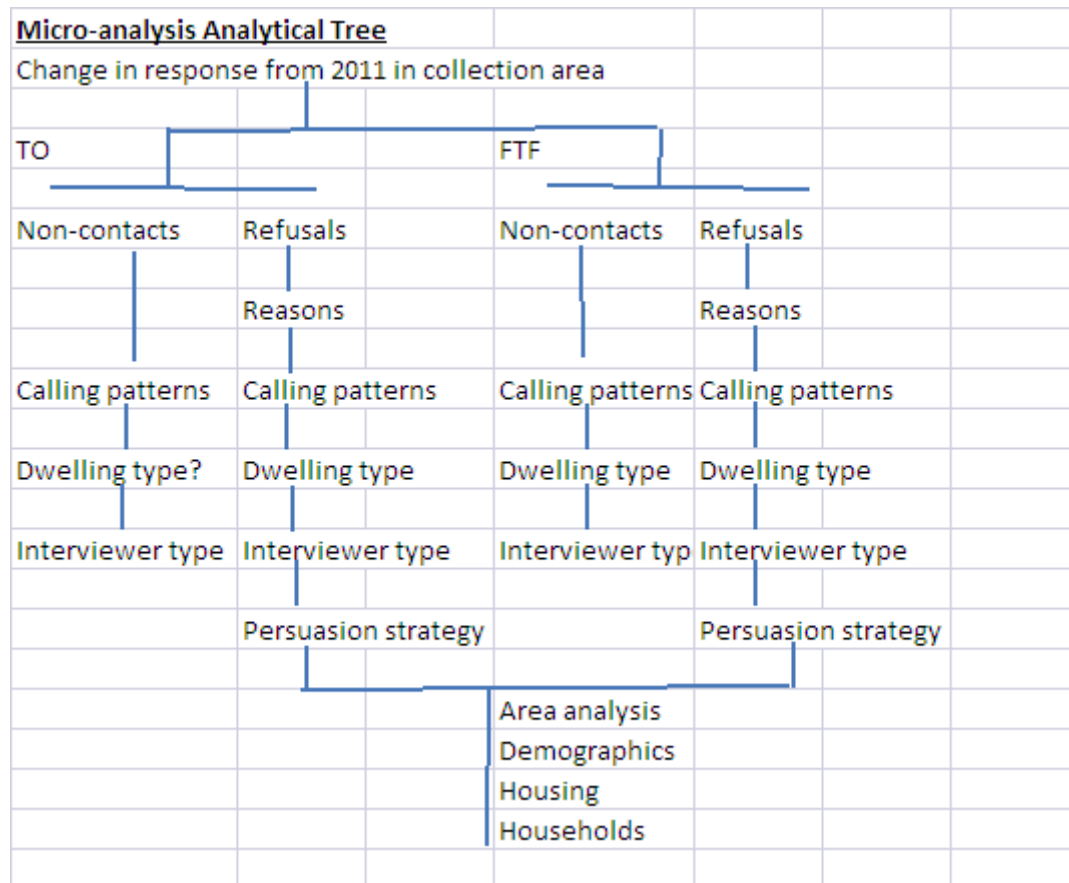 Micro-analysis Analytical Tree
Change in response from 2011 in collection area
TO FTF
Non-contacts Refusals Non-contacts Refusals
Reasons Reasons
Calling patterns Calling patterns Calling patterns Calling patterns
Dwelling type? Dwelling type Dwelling type Dwelling type
Interviewer type Interviewer type Interviewer typ Interviewer type
Persuasion strategy Persuasion strategy
Area analysis
Demographics
Housing
Households